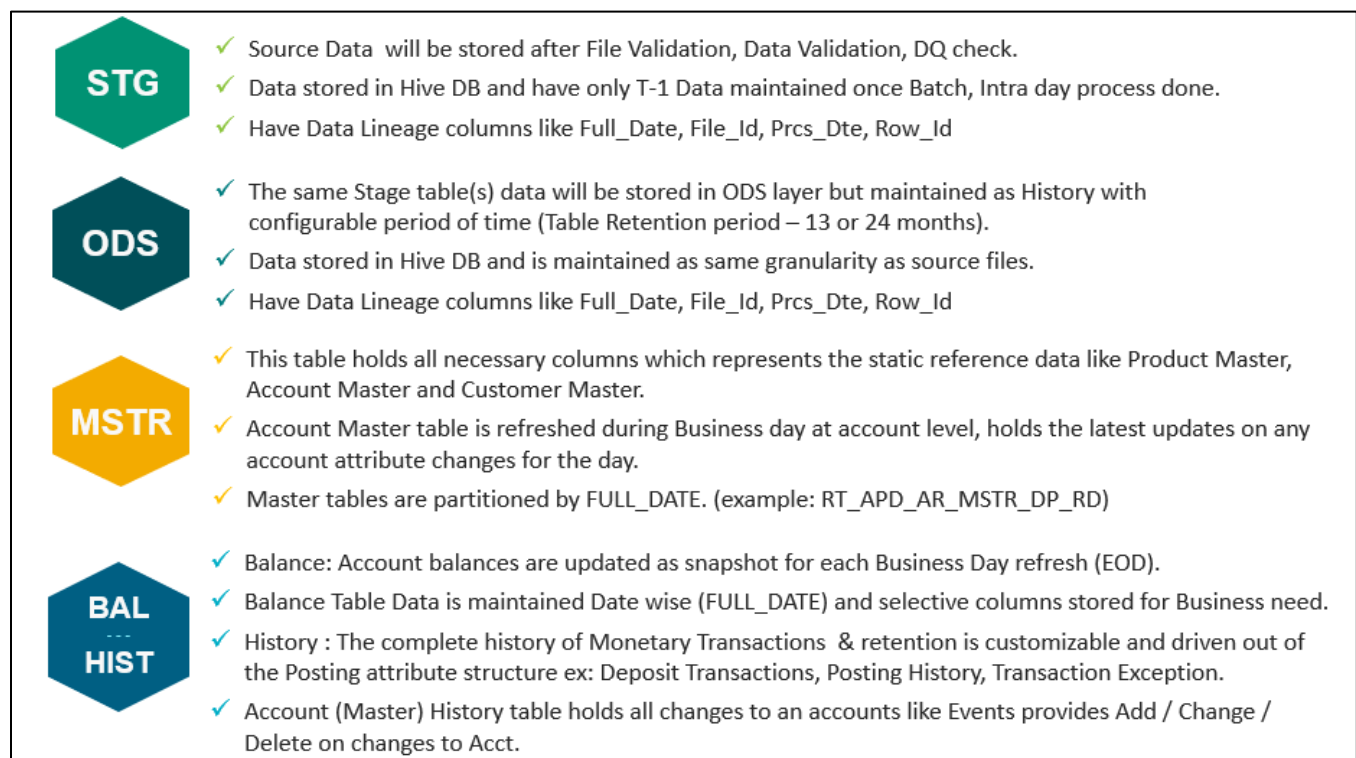 STG
Source Data will be stored after File Validation, Data Validation, DQ check.
Data stored in Hive DB and have only T-1 Data maintained once Batch, Intra day process done.
Have Data Lineage columns like Full_Date, File_Id, Prcs_Dte, Row_Id
ODS
The same Stage table(s) data will be stored in ODS layer but maintained as History with
configurable period of time (Table Retention period – 13 or 24 months).
Data stored in Hive DB and is maintained as same granularity as source files.
Have Data Lineage columns like Full_Date, File_Id, Prcs_Dte, Row_Id
MSTR
This table holds all necessary columns which represents the static reference data like Product Master,
Account Master and Customer Master.
Account Master table is refreshed during Business day at account level, holds the latest updates on any
account attribute changes for the day.
Master tables are partitioned by FULL_DATE. (example: RT_APD_AR_MSTR_DP_RD)
BAL
---
HIST
Balance: Account balances are updated as snapshot for each Business Day refresh (EOD).
Balance Table Data is maintained Date wise (FULL_DATE) and selective columns stored for Business need.
History : The complete history of Monetary Transactions & retention is customizable and driven out of
the Posting attribute structure ex: Deposit Transactions, Posting History, Transaction Exception.
Account (Master) History table holds all changes to an accounts like Events provides Add / Change /
Delete on changes to Acct.